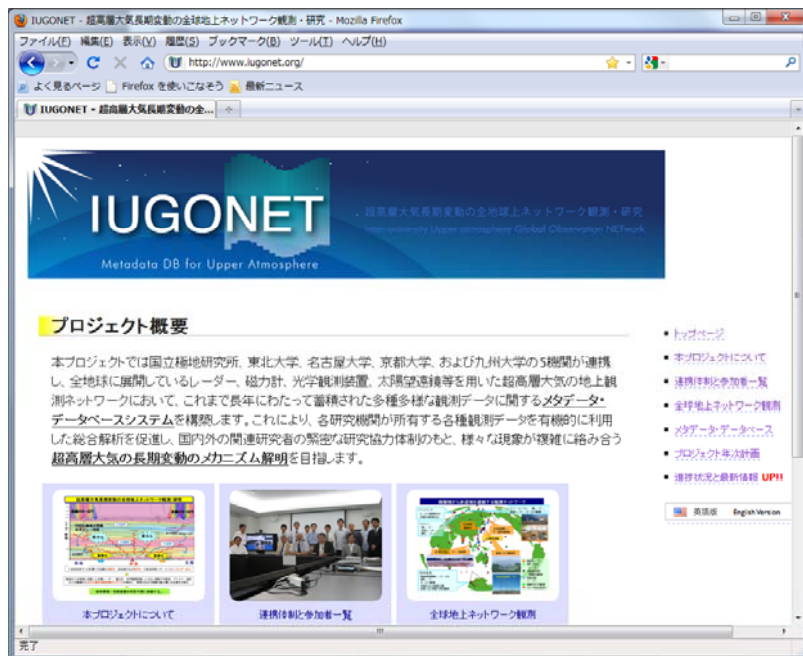 IUGONET - 超高層大気長期変動の全球地上ネットワーク観測・研究 - Mozilla Firefox
ファイル(F) 編集(E) 表示(V) 履歴(S) ブックマーク(B) ツール(T) ヘルプ(H)
http://www.iugonet.org/
よく見るページ Firefox を使いこなそう 最新ニュース
IUGONET - 超高層大気長期変動の全...
IUGONET
超高層大気長期変動の全地球上ネットワーク観測・研究
Inter-university Upper atmosphere Global Observation NETwork
Metadata DB for Upper Atmosphere
プロジェクト概要
本プロジェクトでは国立極地研究所、東北大学、名古屋大学、京都大学、および九州大学の5機関が連携
し、全地球に展開しているレーダー、磁力計、光学観測装置、太陽望遠鏡等を用いた超高層大気の地上観
測ネットワークにおいて、これまで長年にわたって蓄積された多種多様な観測データに関するメタデータ・
データベースシステムを構築します。これにより、各研究機関が所有する各種観測データを有機的に利用
した総合解析を促進し、国内外の関連研究者の緊密な研究協力体制のもと、様々な現象が複雑に絡み合う
超高層大気の長期変動のメカニズム解明を目指します。
トップページ
本プロジェクトについて
連携体制と参加者一覧
全球地上ネットワーク観測
メタデータ・データベース
プロジェクト年次計画
進捗状況と最新情報 UP!!
英語版 English Version
超高層大気長期変動の全球地上ネットワーク観測・研究
本プロジェクトについて
連携体制と参加者一覧
全球地上ネットワーク観測
完了